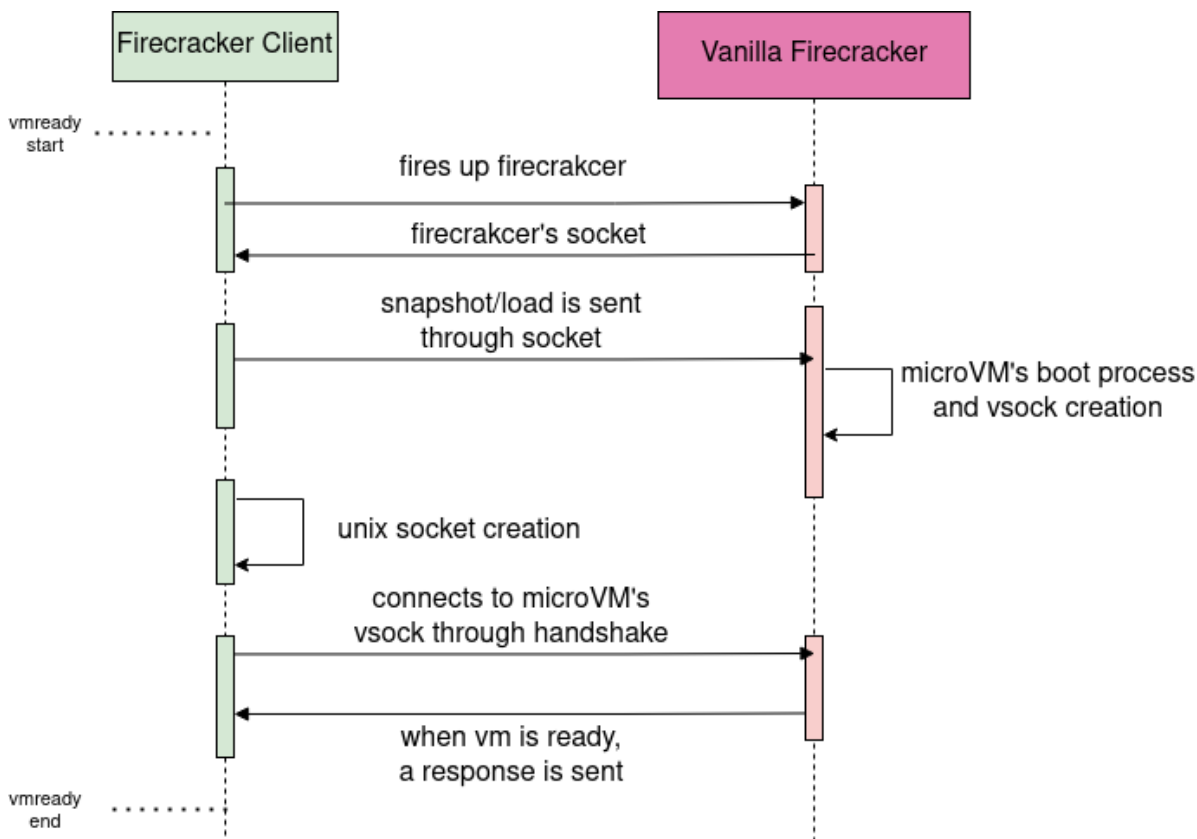 Firecracker Client
Vanilla Firecracker
vmready
start
fires up firecrakcer
firecrakcer's socket
snapshot/load is sent
through socket
microVM's boot process
and vsock creation
unix socket creation
connects to microVM's
vsock through handshake
when vm is ready,
a response is sent
vmready
end